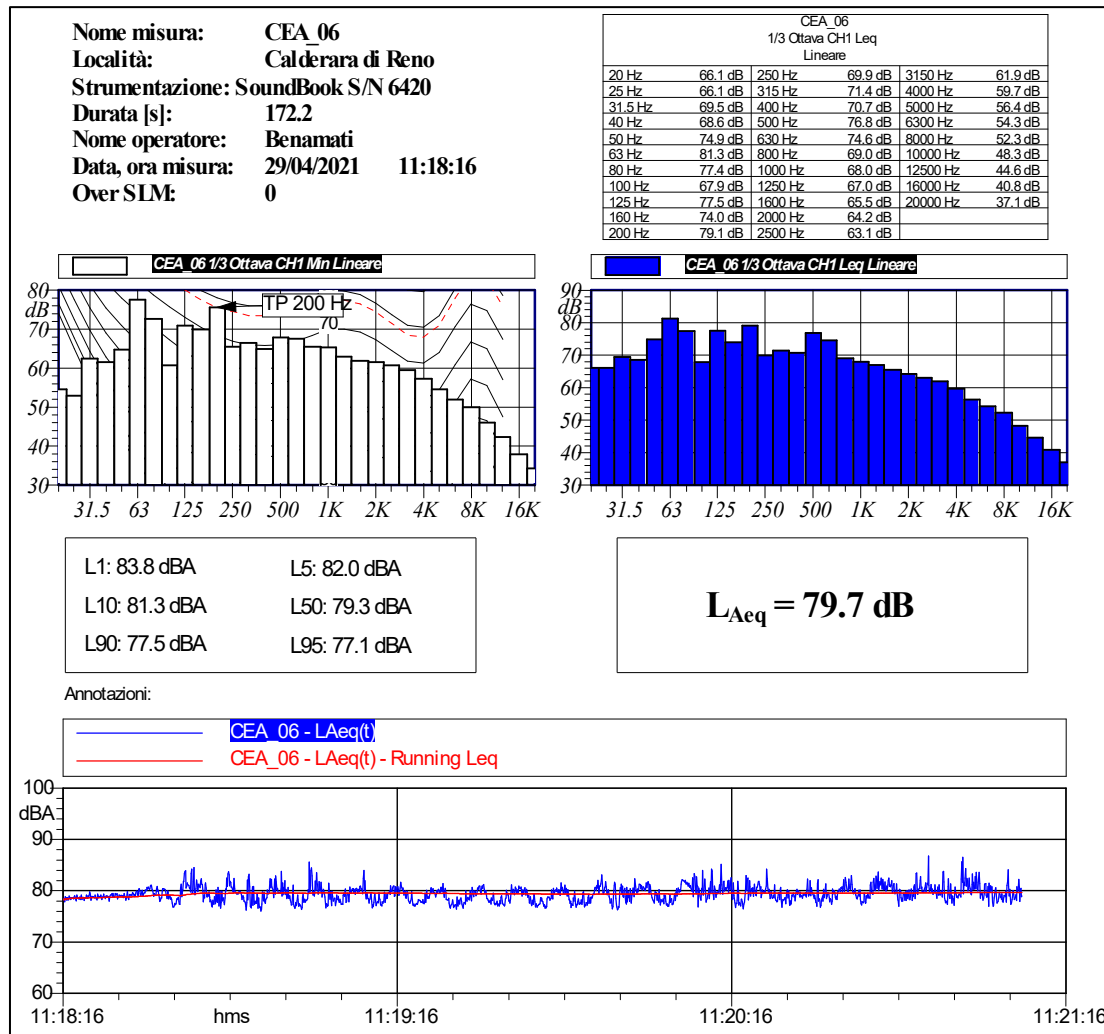 Nome misura: CEA_06
Località: Calderara di Reno
Strumentazione: SoundBook S/N 6420
Durata [s]: 172.2
Nome operatore: Benamati
Data, ora misura: 29/04/2021 11:18:16
Over SLM: 0
CEA_06
1/3 Ottava CH1 Leq
Lineare
20 Hz 66.1 dB 250 Hz 69.9 dB 3150 Hz 61.9 dB
25 Hz 66.1 dB 315 Hz 71.4 dB 4000 Hz 59.7 dB
31.5 Hz 69.5 dB 400 Hz 70.7 dB 5000 Hz 56.4 dB
40 Hz 68.6 dB 500 Hz 76.8 dB 6300 Hz 54.3 dB
50 Hz 74.9 dB 630 Hz 74.6 dB 8000 Hz 52.3 dB
63 Hz 81.3 dB 800 Hz 69.0 dB 10000 Hz 48.3 dB
80 Hz 77.4 dB 1000 Hz 68.0 dB 12500 Hz 44.6 dB
100 Hz 67.9 dB 1250 Hz 67.0 dB 16000 Hz 40.8 dB
125 Hz 77.5 dB 1600 Hz 65.5 dB 20000 Hz 37.1 dB
160 Hz 74.0 dB 2000 Hz 64.2 dB
200 Hz 79.1 dB 2500 Hz 63.1 dB
CEA_06 1/3 Ottava CH1 Min Lineare
80
dB
70
60
50
40
30
TP 200 Hz
70
31.5 63 125 250 500 1K 2K 4K 8K 16K
CEA_06 1/3 Ottava CH1 Leq Lineare
90
dB
80
70
60
50
40
30
31.5 63 125 250 500 1K 2K 4K 8K 16K
L1: 83.8 dBA L5: 82.0 dBA
L10: 81.3 dBA L50: 79.3 dBA
L90: 77.5 dBA L95: 77.1 dBA
LAeq = 79.7 dB
Annotazioni:
CEA_06 - LAeq(t)
CEA_06 - LAeq(t) - Running Leq
100
dBA
90
80
70
60
11:18:16 hms 11:19:16 11:20:16 11:21:16